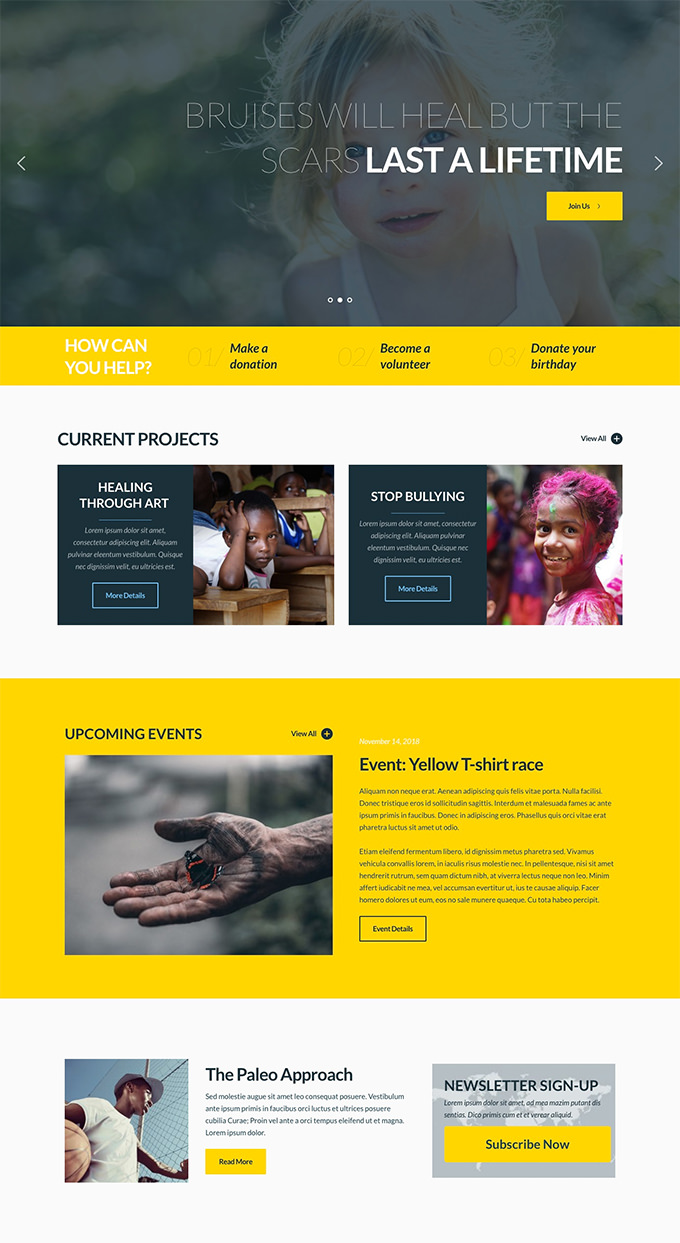 BRUISES WILL HEAL BUT THE
SCARS LAST A LIFETIME
Join Us
HOW CAN
YOU HELP?
01/
Make a
donation
02/
Become a
volunteer
03/
Donate your
birthday
CURRENT PROJECTS
View All
HEALING
THROUGH ART
Lorem ipsum dolor sit amet,
consectetur adipiscing elit. Aliquam
pulvinar eleentum vestibulum. Quisque
nec dignissim velit, eu ultricies est.
More Details
STOP BULLYING
Lorem ipsum dolor sit amet, consectetur
adipiscing elit. Aliquam pulvinar
eleentum vestibulum. Quisque nec
dignissim velit, eu ultricies est.
More Details
UPCOMING EVENTS
View All
November 14, 2018
Event: Yellow T-shirt race
Aliquam non neque erat. Aenean adipiscing quis felis vitae porta. Nulla facilisi.
Donec tristique eros id sollicitudin sagittis. Interdum et malesuada fames ac ante
ipsum primis in faucibus. Donec in adipiscing eros. Phasellus quis orci vitae erat
pharetra luctus sit amet ut odio.
Etiam eleifend fermentum libero, id dignissim metus pharetra sed. Vivamus
vehicula convallis lorem, in iaculis risus molestie nec. In pellentesque, nisi sit amet
hendrerit rutrum, sem quam dictum nibh, at viverra lectus neque non leo. Minim
affert iudicabit ne mea, vel accumsan evertitur ut, ius te causae aliquip. Facer
homero dolores ut eum, eos no sale munere quaeque. Cu tota habeo percipit.
Event Details
The Paleo Approach
Sed molestie augue sit amet leo consequat posuere. Vestibulum
ante ipsum primis in faucibus orci luctus et ultrices posuere
cubilia Curae; Proin vel ante a orci tempus eleifend ut et magna.
Lorem ipsum dolor.
Read More
NEWSLETTER SIGN-UP
Lorem ipsum dolor sit amet, ad mea mazim putant dis
sentias. Dico primis cum et et verear aliquid.
Subscribe Now